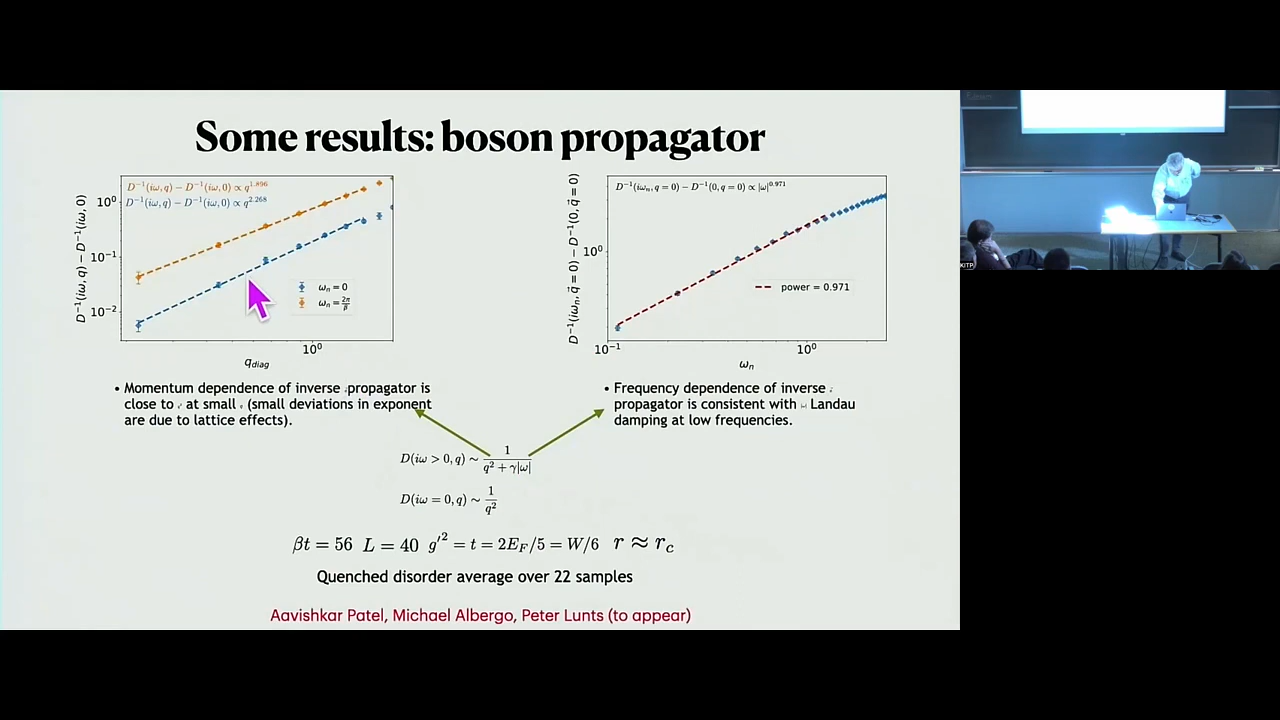 Some results: boson propagator
D⁻¹(iω, q) − D⁻¹(iω, 0)
D⁻¹(iω, q) − D⁻¹(iω, 0) ∝ q^1.896
D⁻¹(iω, q) − D⁻¹(iω, 0) ∝ q^2.268
10⁰
10⁻¹
10⁻²
ωₙ = 0
ωₙ = 2π/β
10⁰
q_diag
D⁻¹(iωₙ, q⃗ = 0) − D⁻¹(0, q⃗ = 0)
D⁻¹(iωₙ, q = 0) − D⁻¹(0, q = 0) ∝ |ω|^0.971
10⁰
power = 0.971
10⁻¹
10⁰
ωₙ
• Momentum dependence of inverse propagator is
close to at small (small deviations in exponent
are due to lattice effects).
• Frequency dependence of inverse
propagator is consistent with Landau
damping at low frequencies.
D(iω > 0, q) ~ 1/(q² + γ|ω|)
D(iω = 0, q) ~ 1/q²
βt = 56 L = 40 g′² = t = 2E_F/5 = W/6 r ≈ r_c
Quenched disorder average over 22 samples
Aavishkar Patel, Michael Albergo, Peter Lunts (to appear)
KITP